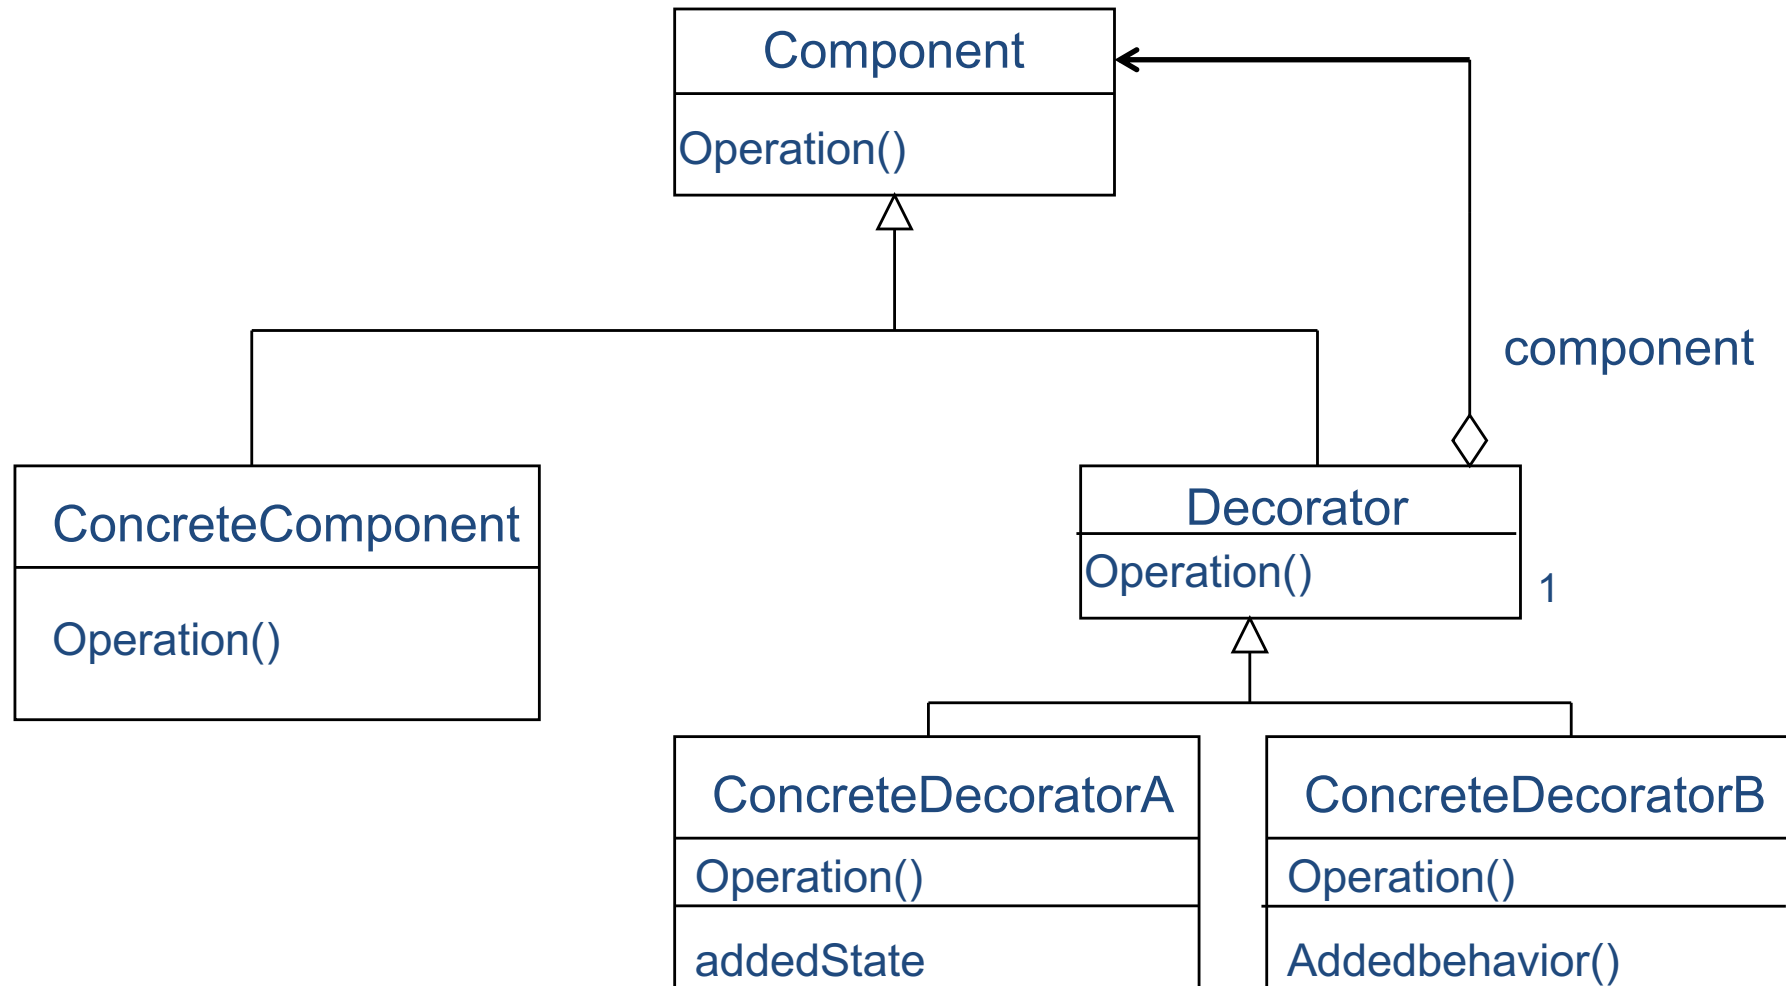 Component
Operation()
component
ConcreteComponent
Operation()
Decorator
Operation()
1
ConcreteDecoratorA
Operation()
addedState
ConcreteDecoratorB
Operation()
Addedbehavior()